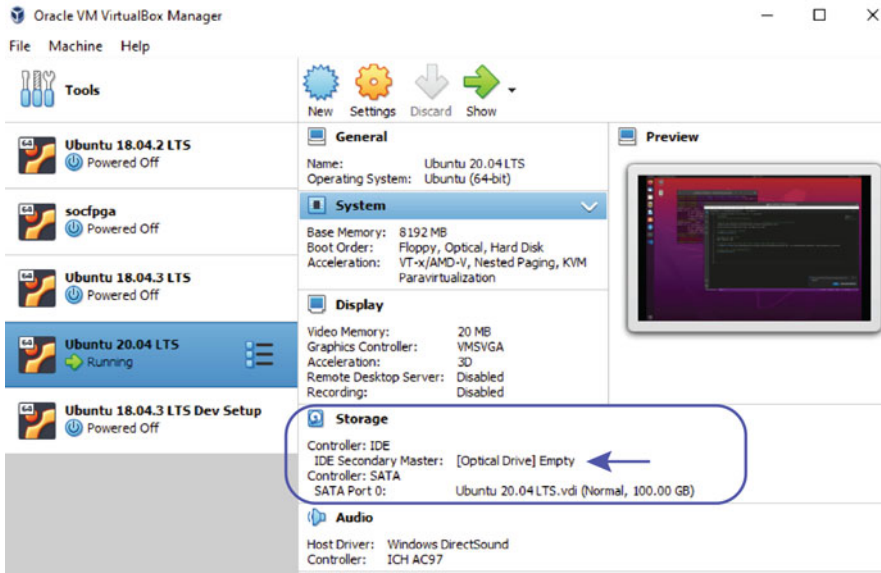 Oracle VM VirtualBox Manager
File Machine Help
Tools
New Settings Discard Show
64
Ubuntu 18.04.2 LTS
Powered Off
64
socfpga
Powered Off
64
Ubuntu 18.04.3 LTS
Powered Off
64
Ubuntu 20.04 LTS
Running
64
Ubuntu 18.04.3 LTS Dev Setup
Powered Off
General
Name: Ubuntu 20.04 LTS
Operating System: Ubuntu (64-bit)
System
Base Memory: 8192 MB
Boot Order: Floppy, Optical, Hard Disk
Acceleration: VT-x/AMD-V, Nested Paging, KVM
Paravirtualization
Display
Video Memory: 20 MB
Graphics Controller: VMSVGA
Acceleration: 3D
Remote Desktop Server: Disabled
Recording: Disabled
Storage
Controller: IDE
IDE Secondary Master: [Optical Drive] Empty
Controller: SATA
SATA Port 0: Ubuntu 20.04 LTS.vdi (Normal, 100.00 GB)
Audio
Host Driver: Windows DirectSound
Controller: ICH AC97
Preview